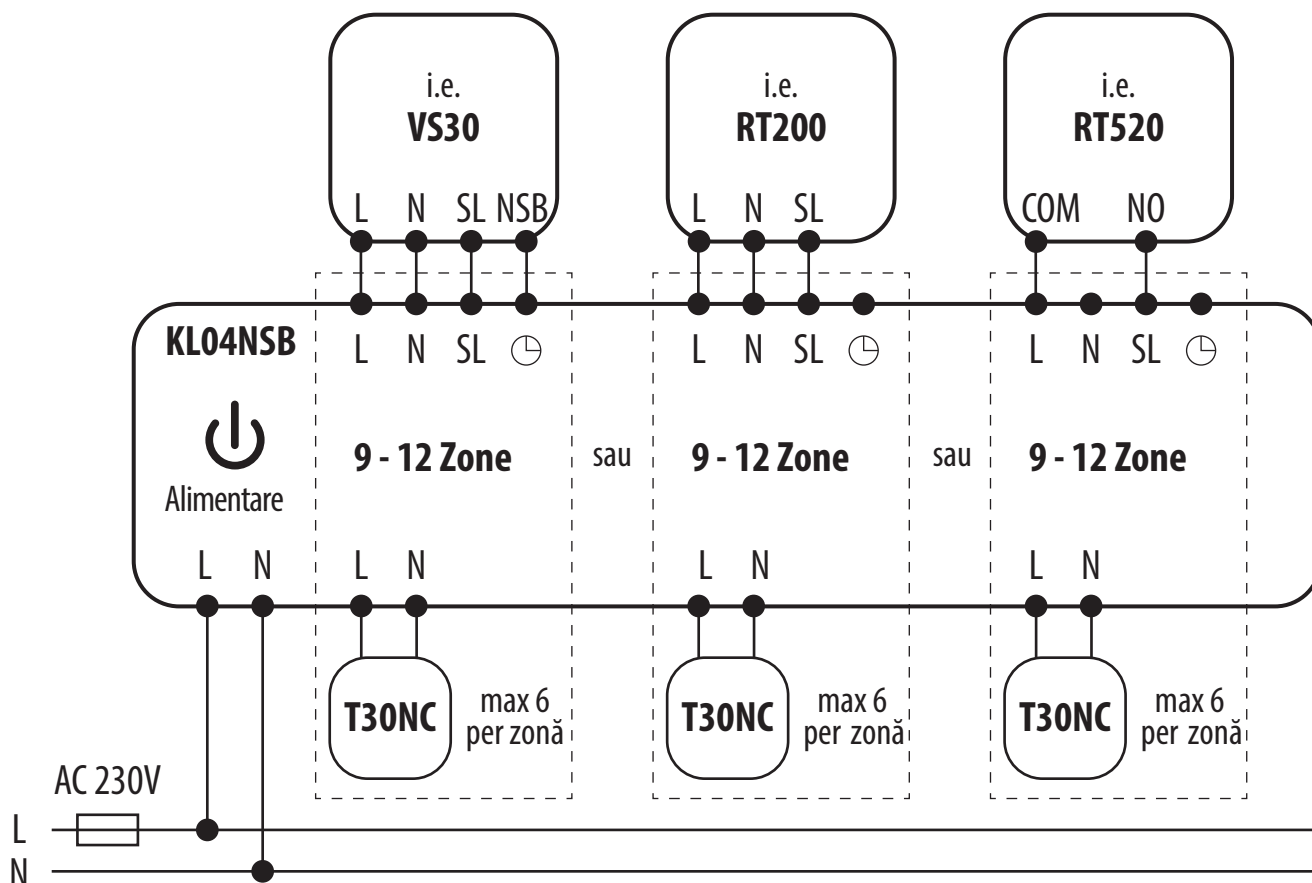 i.e.
VS30
L N SL NSB
i.e.
RT200
L N SL
i.e.
RT520
COM NO
KL04NSB
Alimentare
L N
L N SL
9 - 12 Zone
L N
sau
L N SL
9 - 12 Zone
L N
sau
L N SL
9 - 12 Zone
L N
T30NC
max 6
per zonă
T30NC
max 6
per zonă
T30NC
max 6
per zonă
AC 230V
L
N